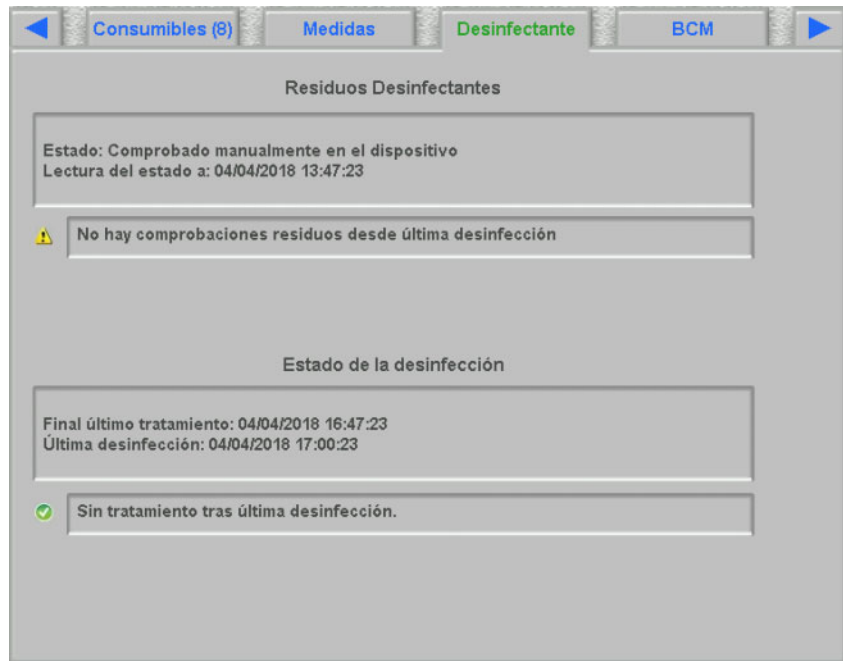 Consumibles (8)
Medidas
Desinfectante
BCM
Residuos Desinfectantes
Estado: Comprobado manualmente en el dispositivo
Lectura del estado a: 04/04/2018 13:47:23
No hay comprobaciones residuos desde última desinfección
Estado de la desinfección
Final último tratamiento: 04/04/2018 16:47:23
Última desinfección: 04/04/2018 17:00:23
Sin tratamiento tras última desinfección.